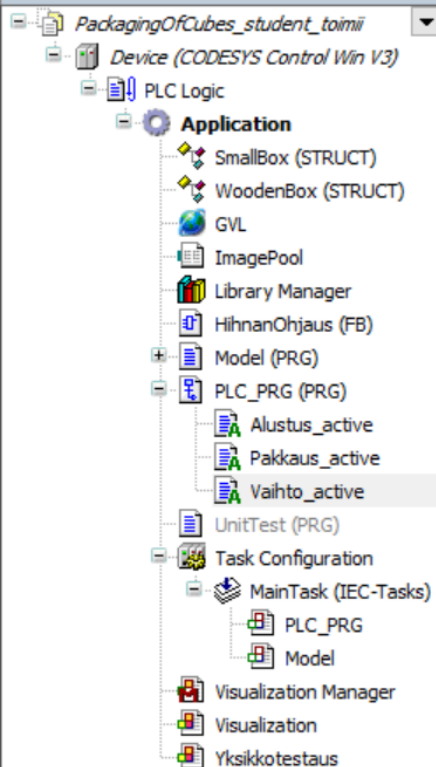 PackagingOfCubes_student_toimii
Device (CODESYS Control Win V3)
PLC Logic
Application
SmallBox (STRUCT)
WoodenBox (STRUCT)
GVL
ImagePool
Library Manager
HihnanOhjaus (FB)
Model (PRG)
PLC_PRG (PRG)
Alustus_active
Pakkaus_active
Vaihto_active
UnitTest (PRG)
Task Configuration
MainTask (IEC-Tasks)
PLC_PRG
Model
Visualization Manager
Visualization
Yksikkotestaus